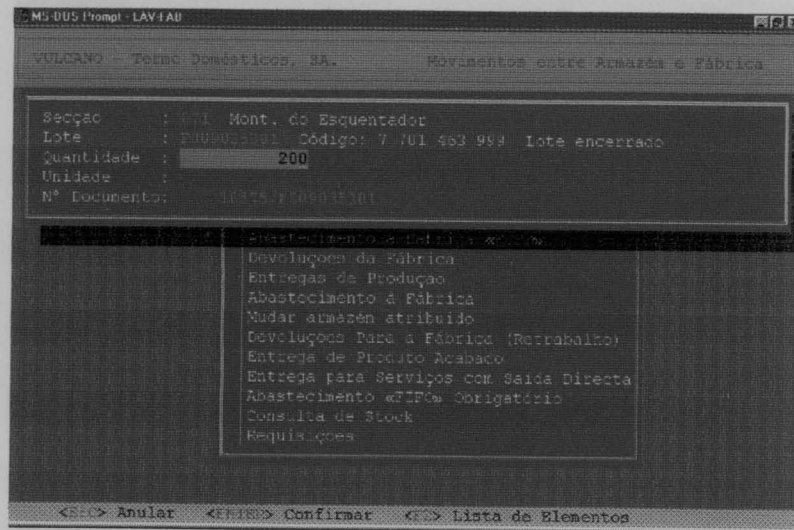 MS-DOS Prompt - LAV-FAB
VULCANO - Termo Domésticos, SA. Movimentos entre Armazém e Fábrica
Secção : Mont. do Esquentador
Lote : Código: 7 701 463 999 Lote encerrado
Quantidade : 200
Unidade :
Nº Documento:
Devoluções da Fábrica
Entregas de Produção
Abastecimento á Fábrica
Mudar armazém atribuido
Devoluções Para a Fábrica (Retrabalho)
Entrega de Produto Acabado
Entrega para Serviços com Saída Directa
Abastecimento «FIFO» Obrigatório
Consulta de Stock
Requisições
<ESC> Anular <ENTER> Confirmar Lista de Elementos